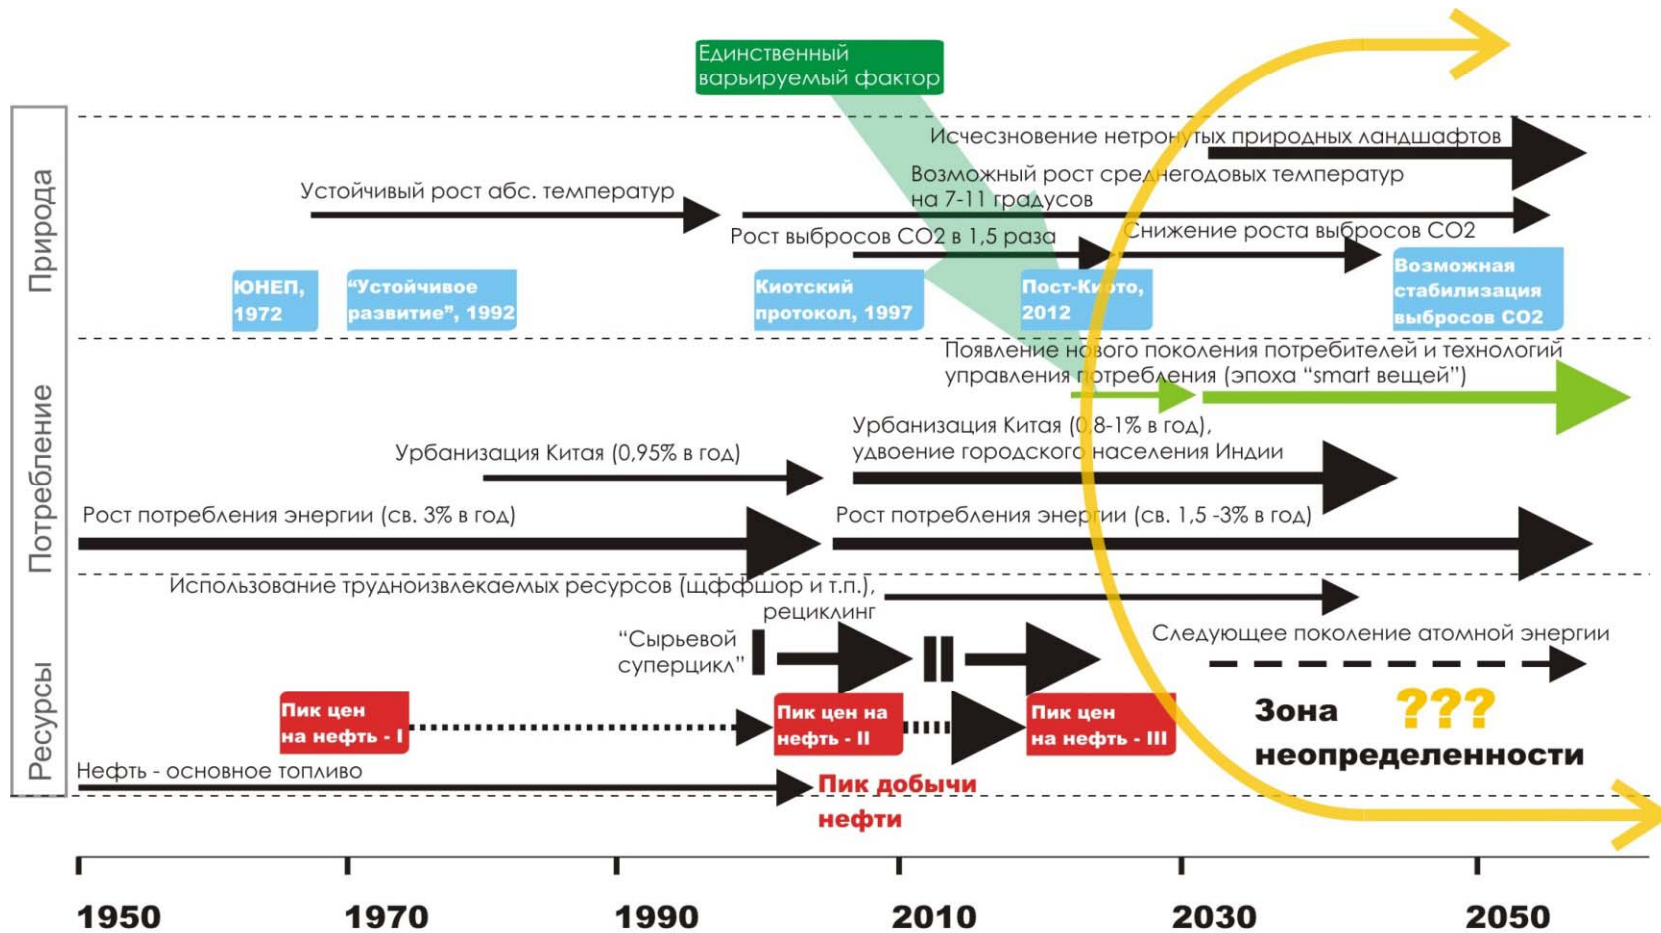 Единственный
варьируемый фактор
Природа
Исчесзновение нетронутых природных ландшафтов
Возможный рост среднегодовых температур
на 7-11 градусов
Устойчивый рост абс. температур
Рост выбросов СО2 в 1,5 раза
Снижение роста выбросов СО2
ЮНЕП,
1972
“Устойчивое
развитие”, 1992
Киотский
протокол, 1997
Пост-Киото,
2012
Возможная
стабилизация
выбросов СО2
Потребление
Появление нового поколения потребителей и технологий
управления потребления (эпоха “smart вещей”)
Урбанизация Китая (0,95% в год)
Урбанизация Китая (0,8-1% в год),
удвоение городского населения Индии
Рост потребления энергии (св. 3% в год)
Рост потребления энергии (св. 1,5 -3% в год)
Ресурсы
Использование трудноизвлекаемых ресурсов (щффшор и т.п.),
рециклинг
“Сырьевой
суперцикл”
I
II
Следующее поколение атомной энергии
Пик цен
на нефть - I
Пик цен на
нефть - II
Пик цен
на нефть - III
Зона ???
неопределенности
Нефть - основное топливо
Пик добычи
нефти
1950 1970 1990 2010 2030 2050